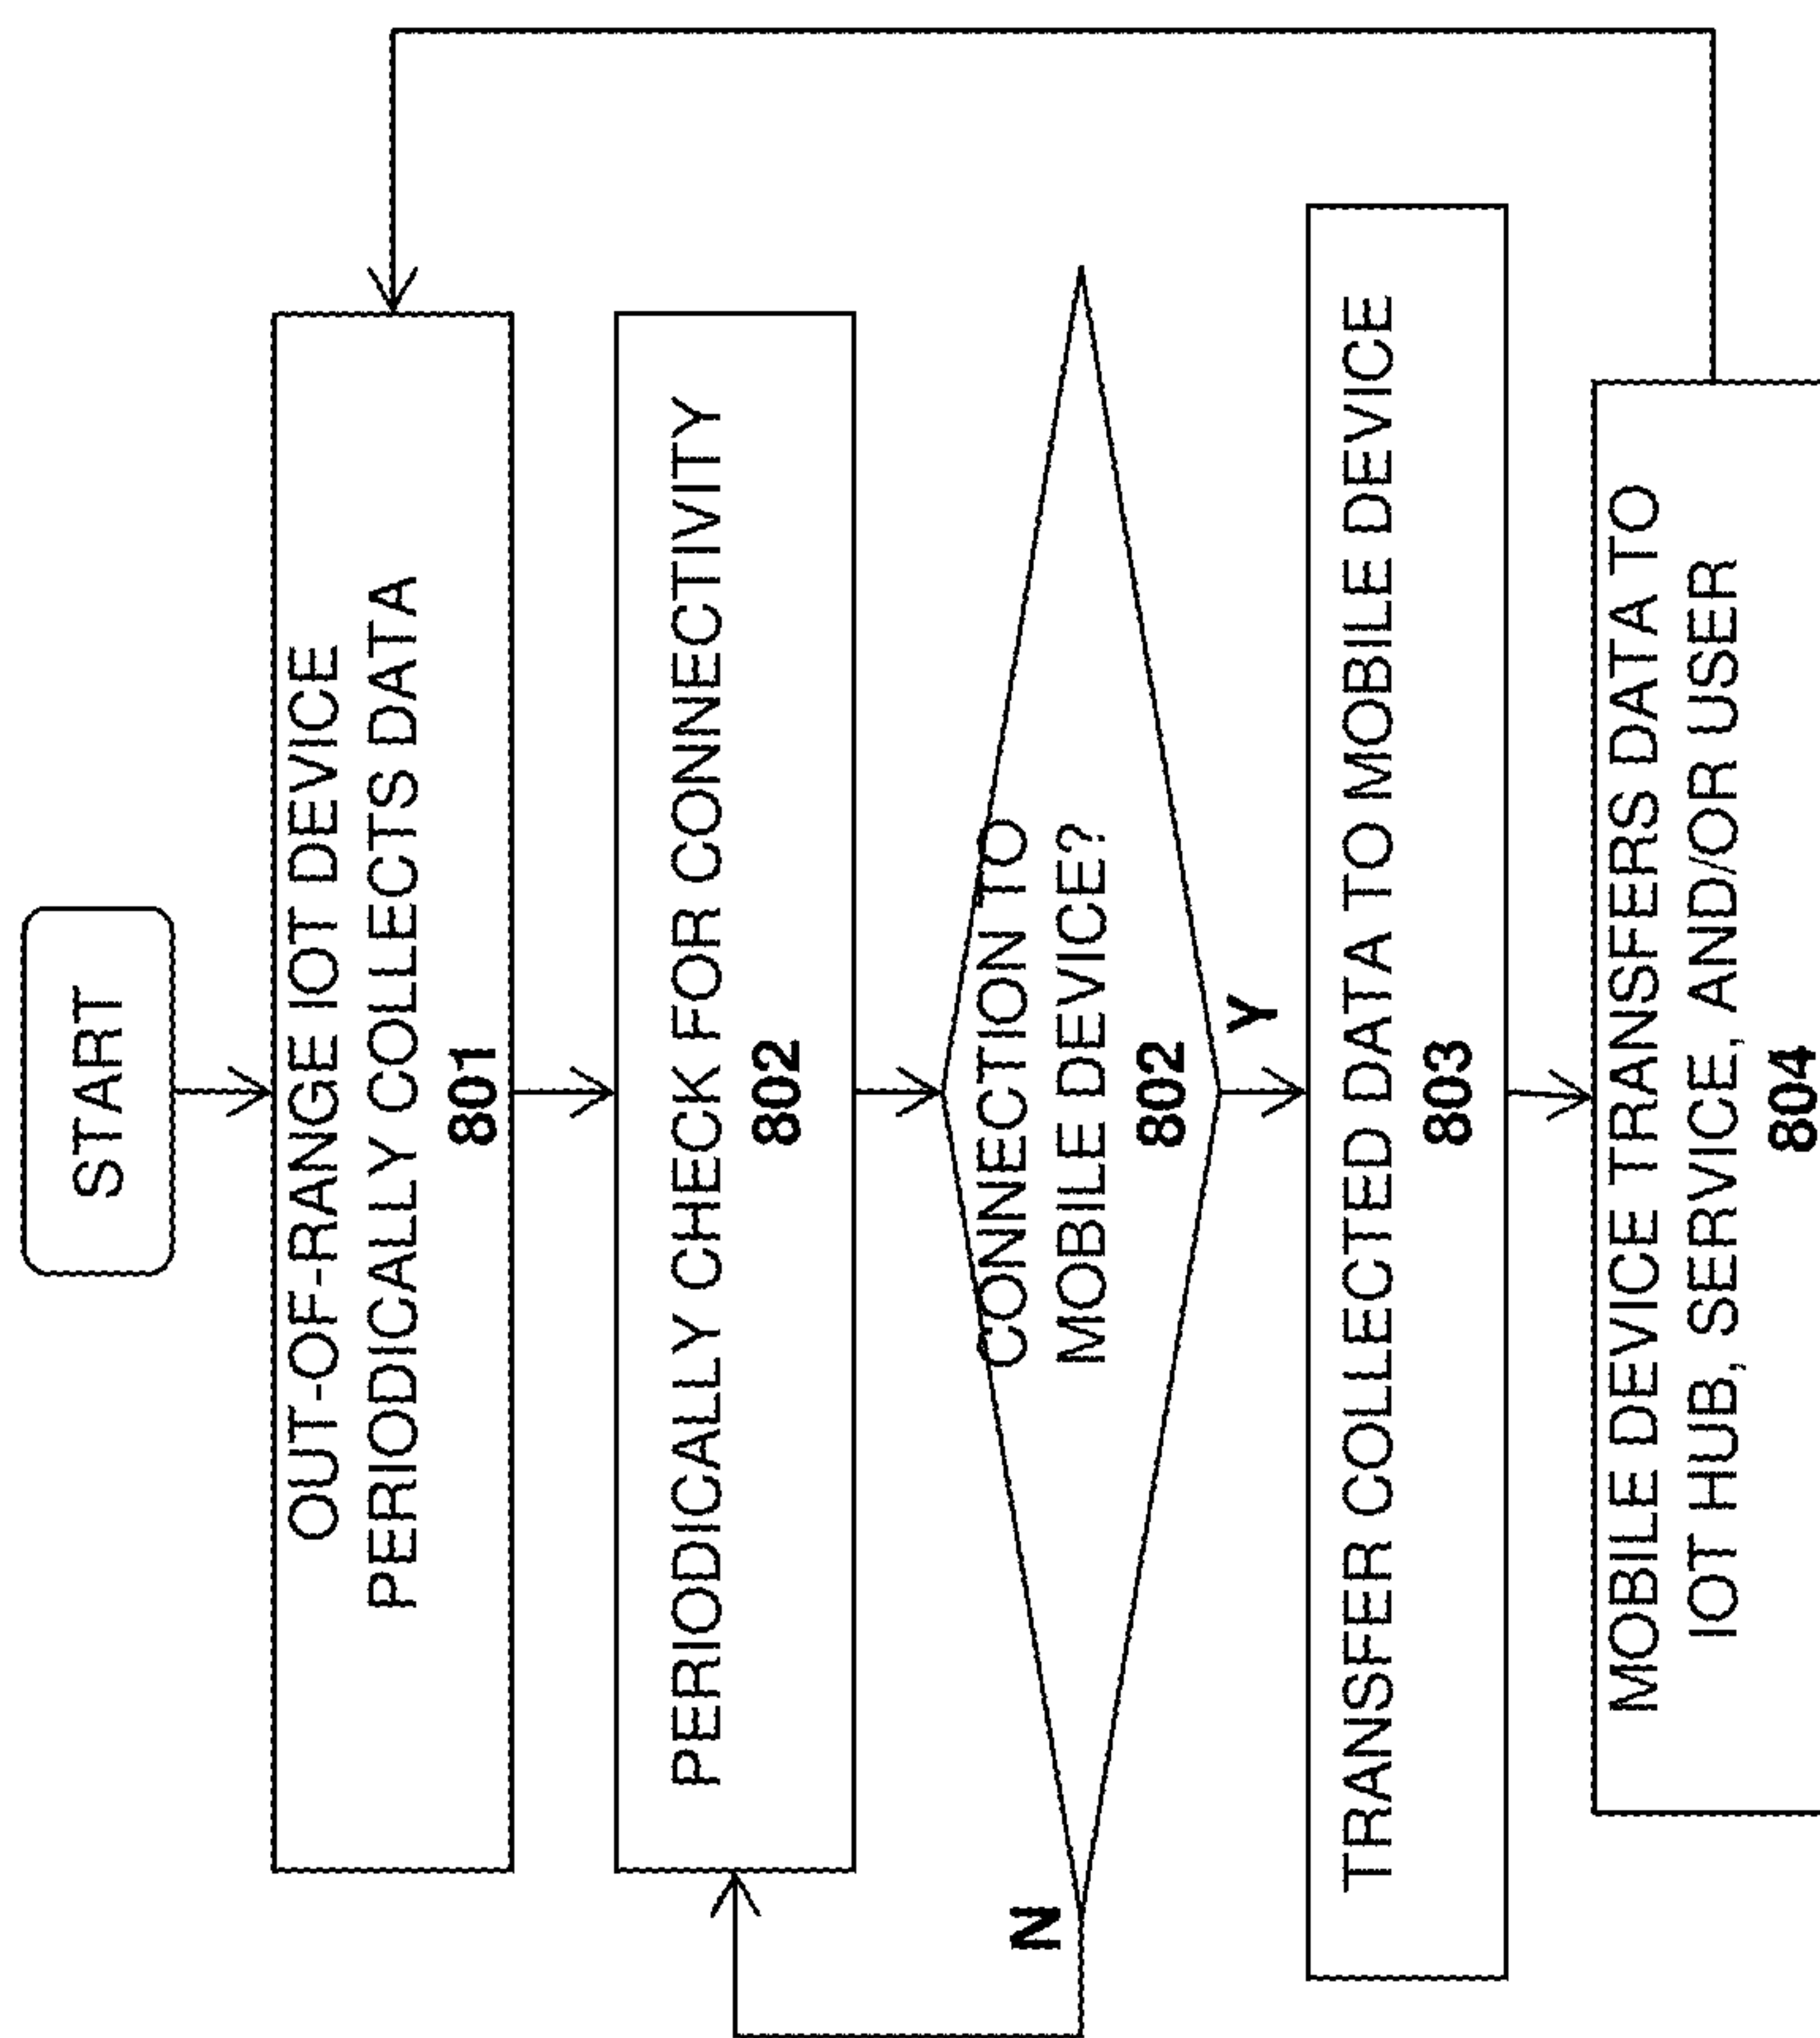 START
OUT-OF-RANGE IOT DEVICE
PERIODICALLY COLLECTS DATA
801
PERIODICALLY CHECK FOR CONNECTIVITY
802
CONNECTION TO
MOBILE DEVICE?
802
N
Y
TRANSFER COLLECTED DATA TO MOBILE DEVICE
803
MOBILE DEVICE TRANSFERS DATA TO
IOT HUB, SERVICE, AND/OR USER
804